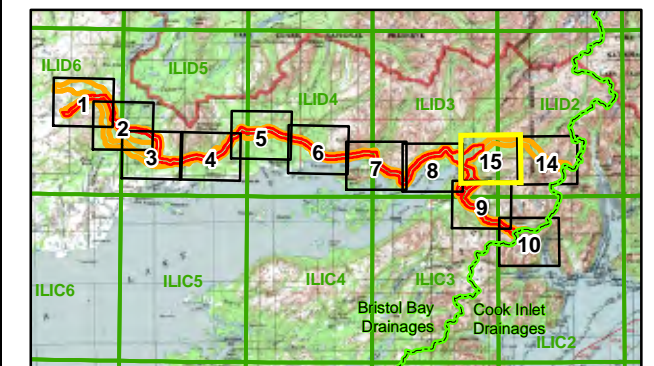 ILID6
ILID5
ILID4
ILID3
ILID2
1
2
3
4
5
6
7
8
15
14
9
10
L A K E
ILIC6
ILIC5
ILIC4
ILIC3
ILIC2
Bristol Bay
Drainages
Cook Inlet
Drainages